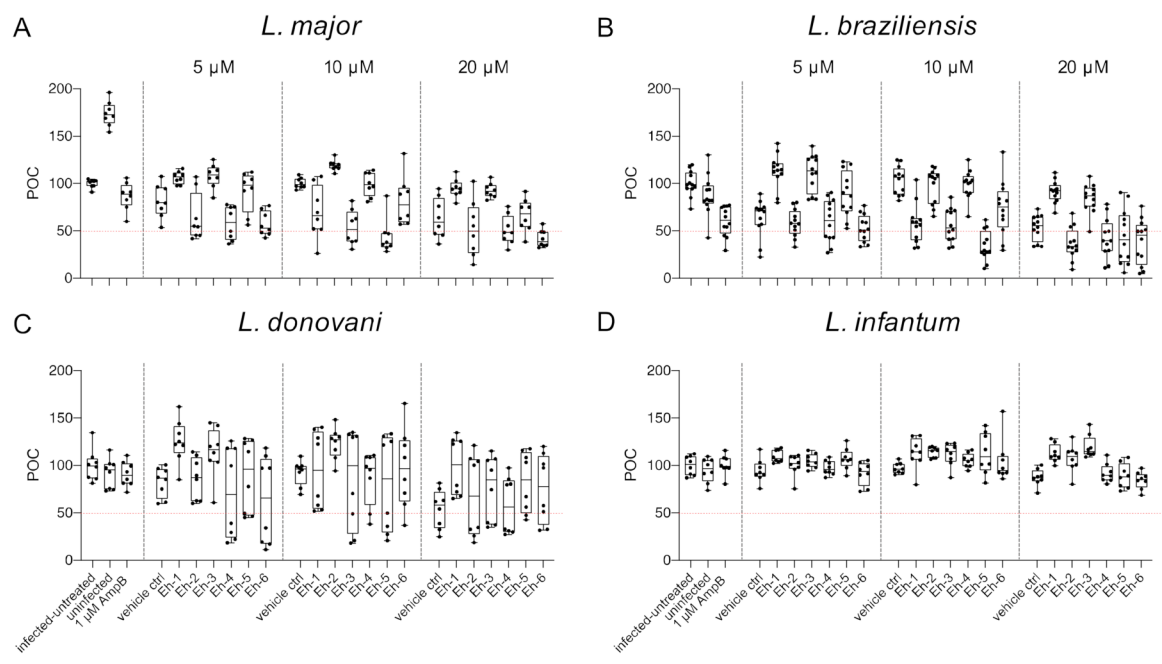 A
L. major
B
L. braziliensis
5 µM
10 µM
20 µM
5 µM
10 µM
20 µM
200
150
100
50
0
POC
200
150
100
50
0
POC
C
L. donovani
D
L. infantum
200
150
100
50
0
POC
200
150
100
50
0
POC
infected-untreated
uninfected
1 µM AmpB
vehicle ctrl
Eh-1
Eh-2
Eh-3
Eh-4
Eh-5
Eh-6
vehicle ctrl
Eh-1
Eh-2
Eh-3
Eh-4
Eh-5
Eh-6
vehicle ctrl
Eh-1
Eh-2
Eh-3
Eh-4
Eh-5
Eh-6
infected-untreated
uninfected
1 µM AmpB
vehicle ctrl
Eh-1
Eh-2
Eh-3
Eh-4
Eh-5
Eh-6
vehicle ctrl
Eh-1
Eh-2
Eh-3
Eh-4
Eh-5
Eh-6
vehicle ctrl
Eh-1
Eh-2
Eh-3
Eh-4
Eh-5
Eh-6